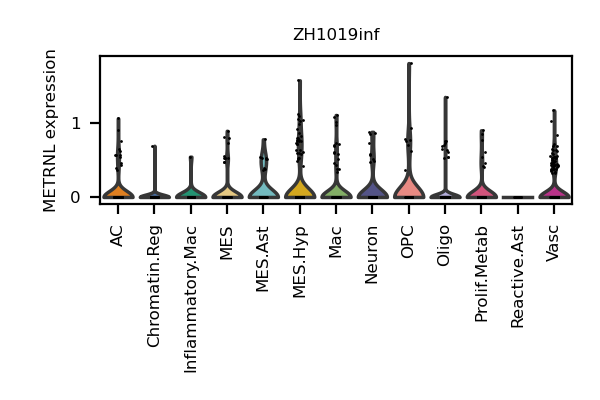 ZH1019inf
METRNL expression
1
0
AC
Chromatin.Reg
Inflammatory.Mac
MES
MES.Ast
MES.Hyp
Mac
Neuron
OPC
Oligo
Prolif.Metab
Reactive.Ast
Vasc